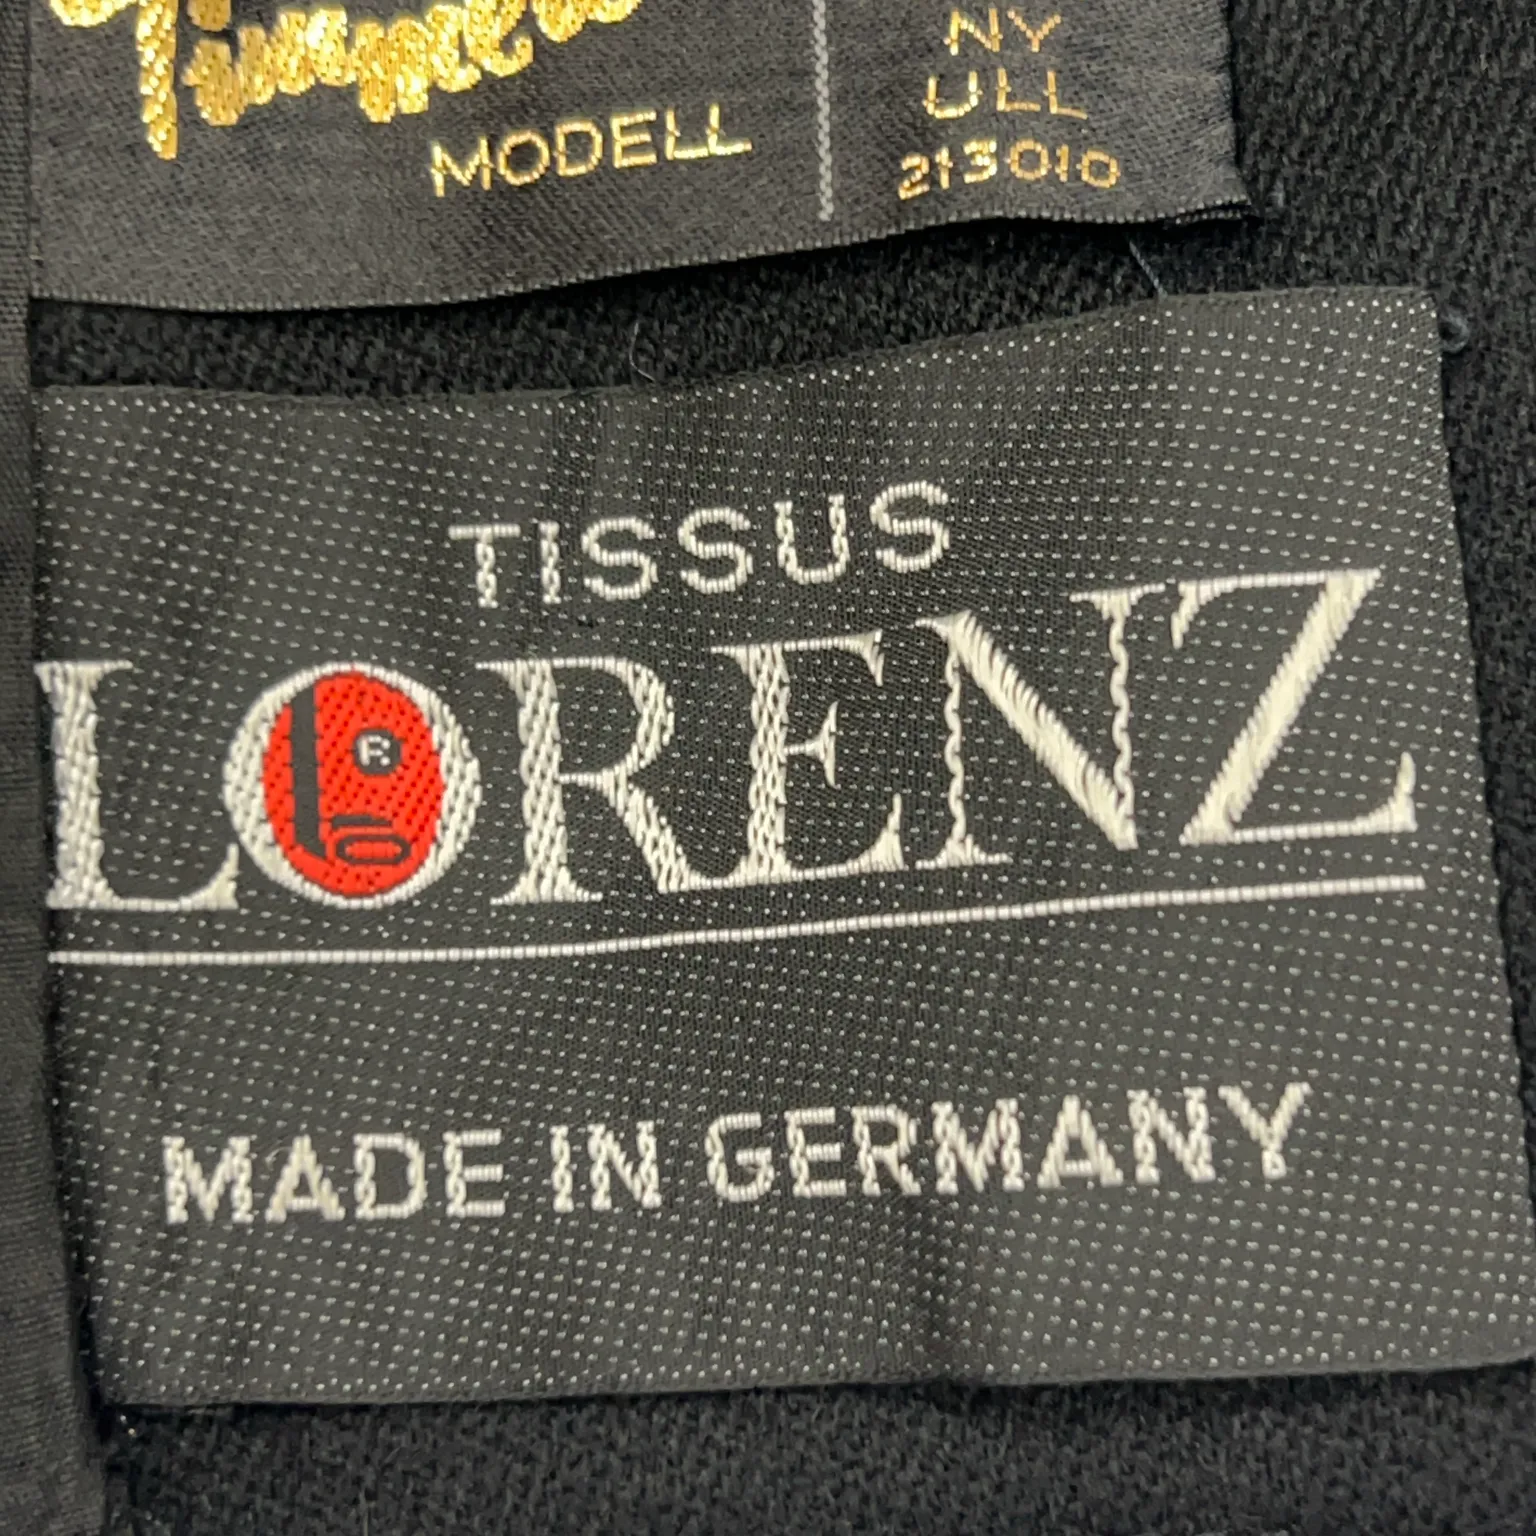 MODELL
NY
ULL
213010
TISSUS
LORENZ
R
MADE IN GERMANY